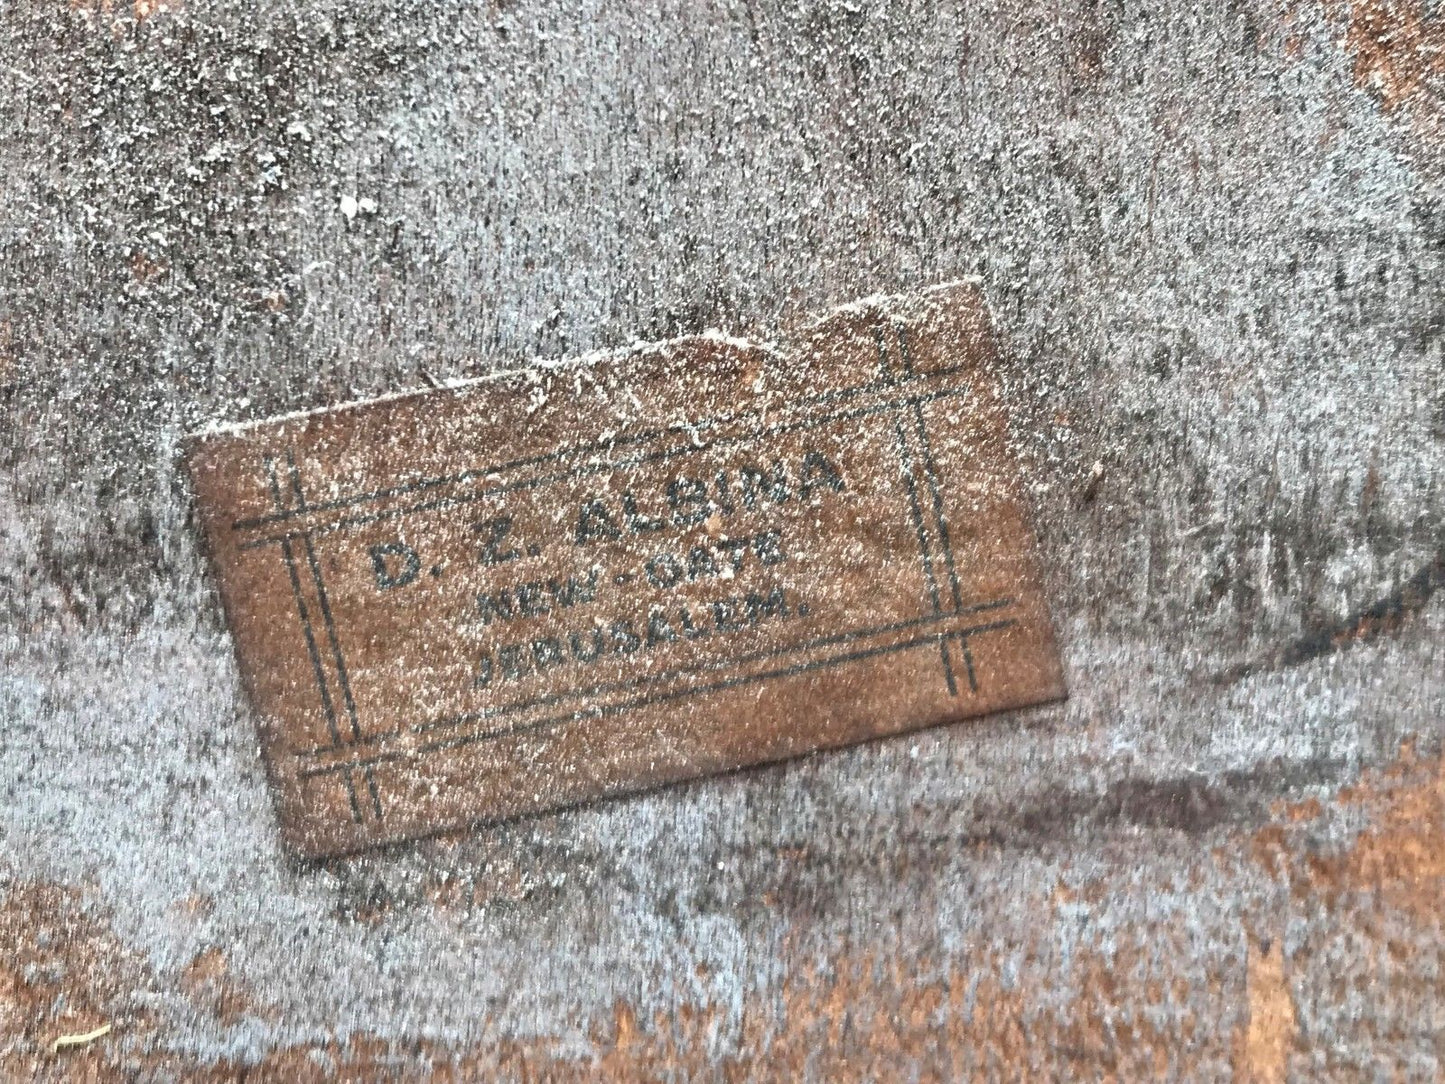 D. Z. ALBINA
NEW-GATE
JERUSALEM.